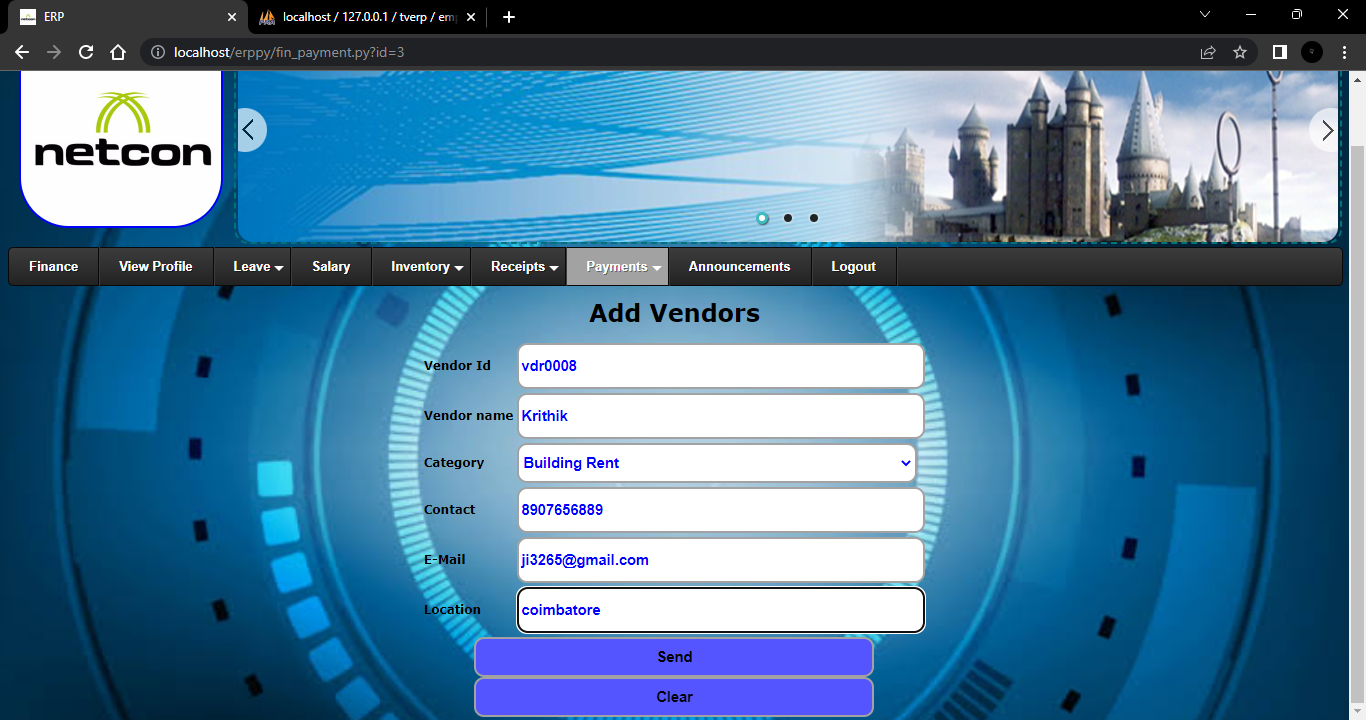 ERP
localhost / 127.0.0.1 / tverp / emp
localhost/erppy/fin_payment.py?id=3
netcon
Finance View Profile Leave Salary Inventory Receipts Payments Announcements Logout
Add Vendors
Vendor Id vdr0008
Vendor name Krithik
Category Building Rent
Contact 8907656889
E-Mail ji3265@gmail.com
Location coimbatore
Send
Clear